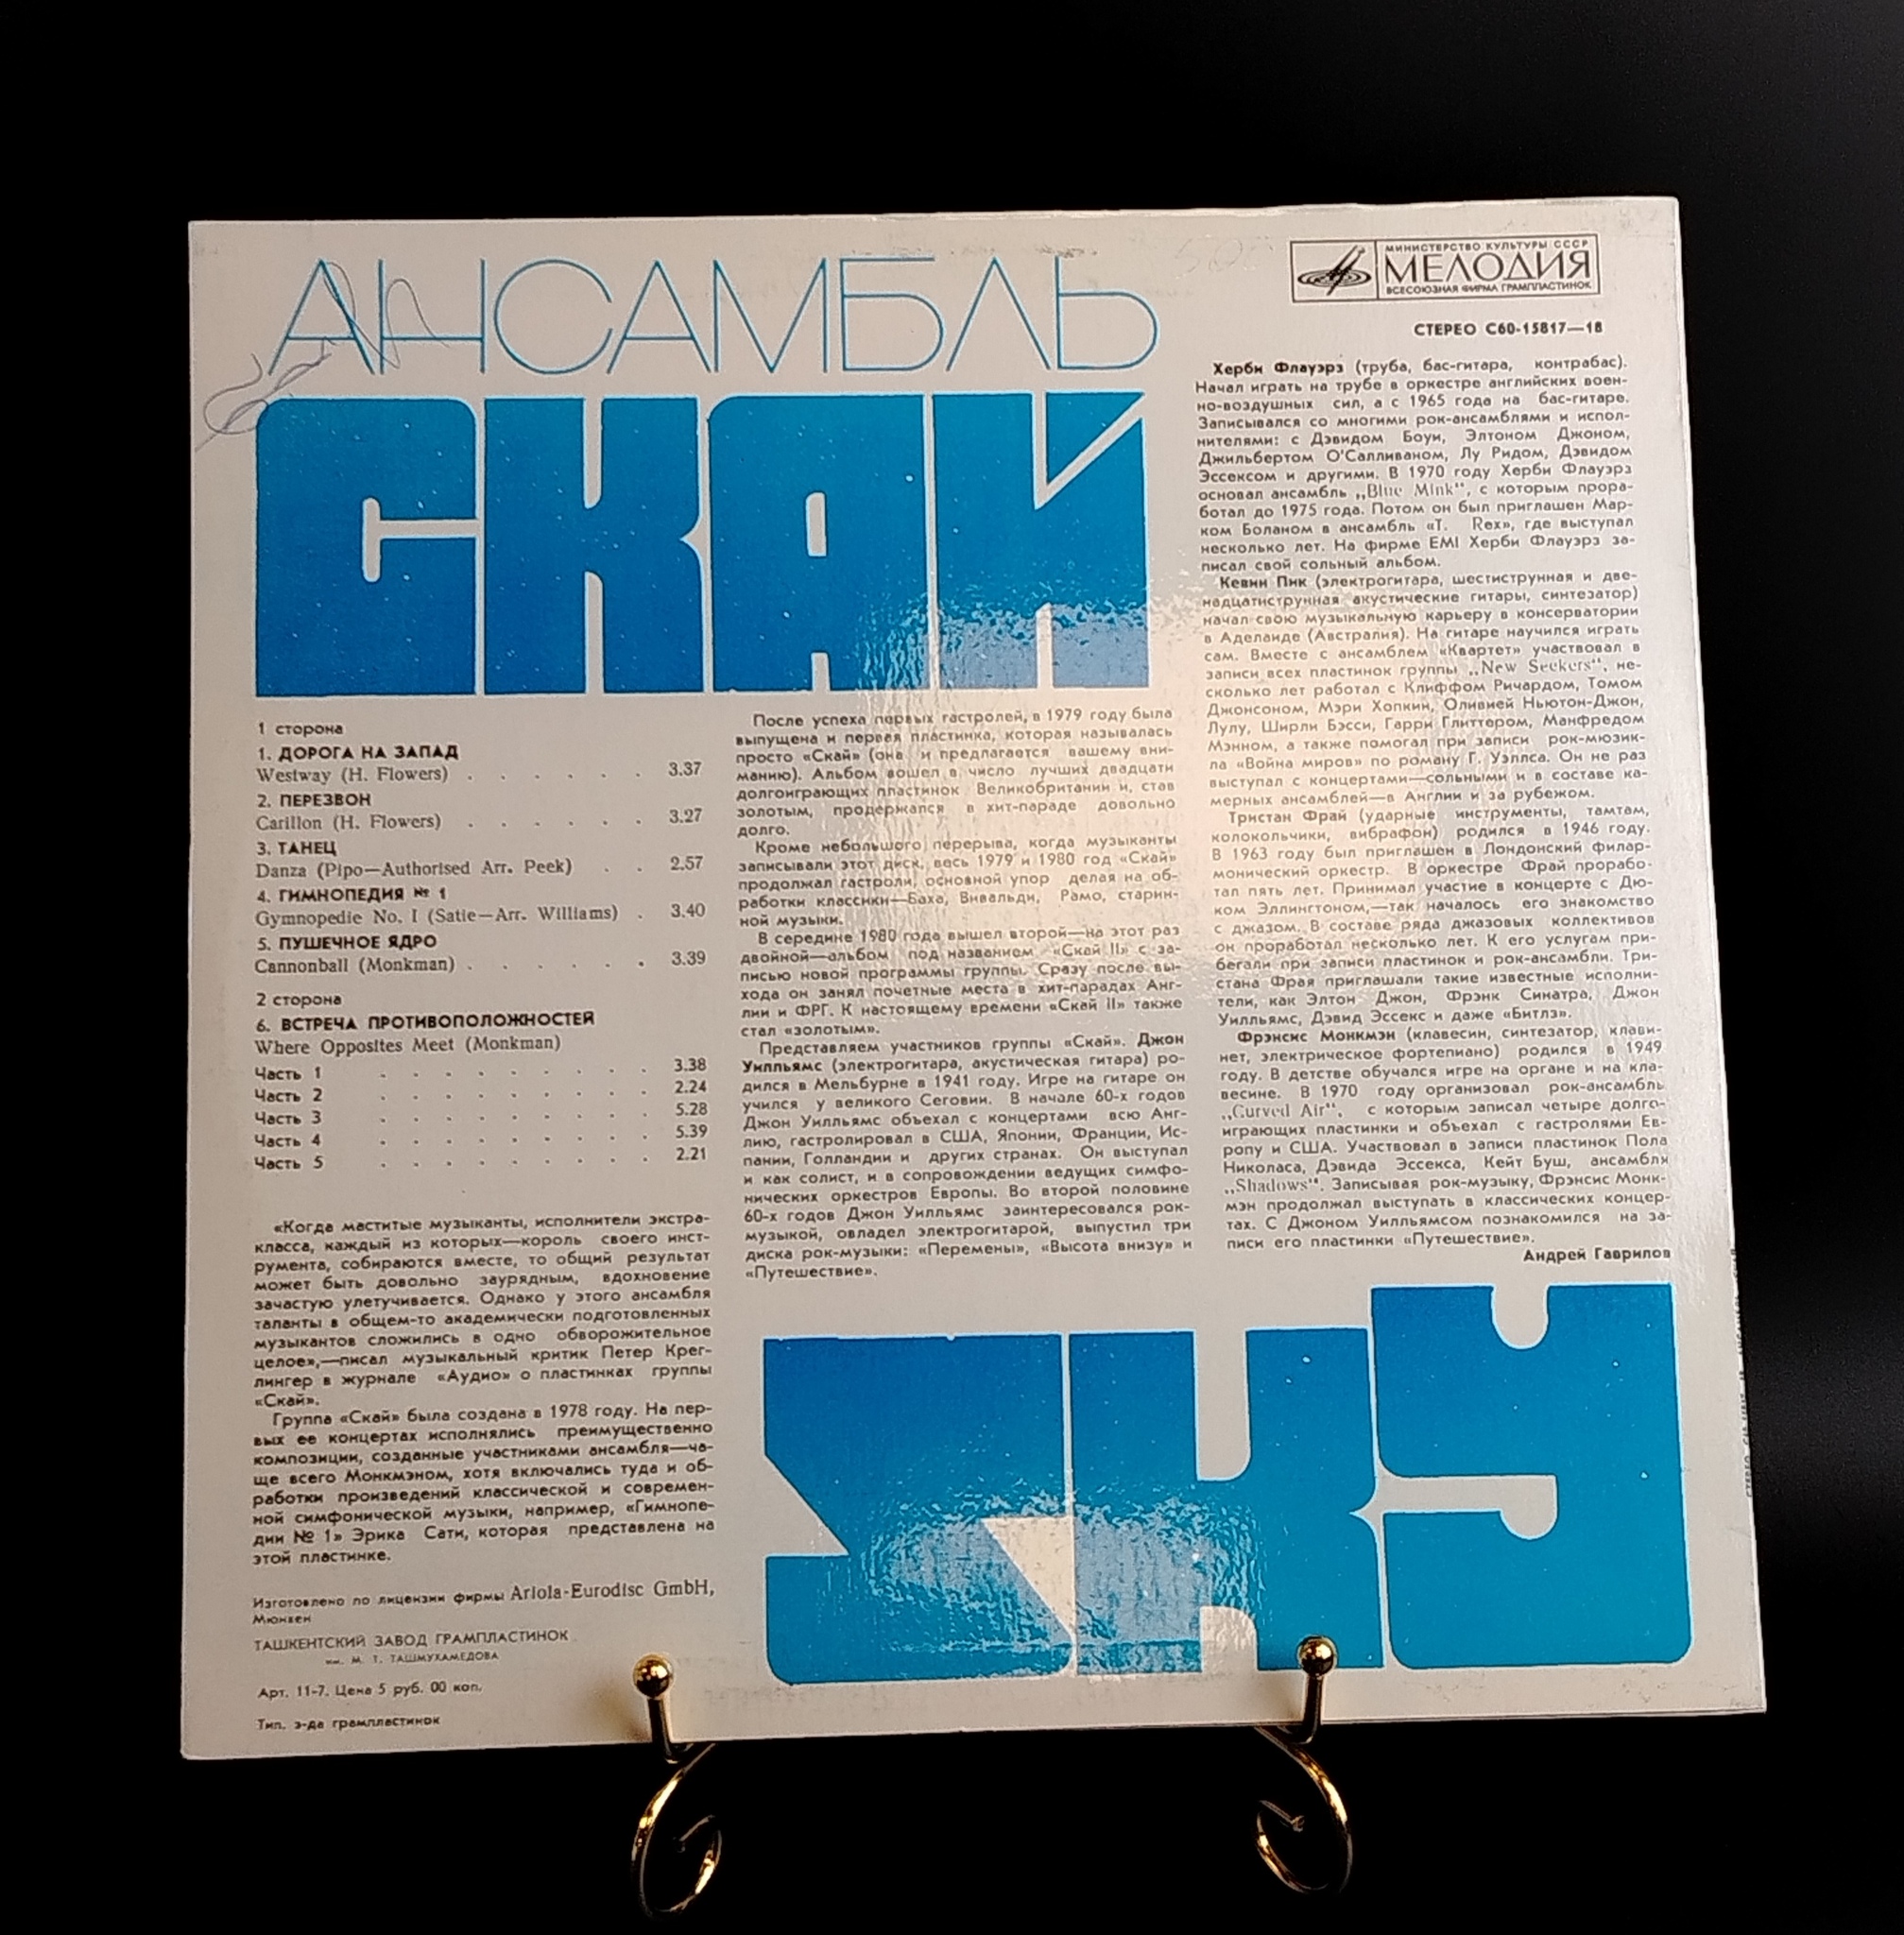 АНСАМБЛЬ
СКАЙ
МИНИСТЕРСТВО КУЛЬТУРЫ СССР
МЕЛОДИЯ
ВСЕСОЮЗНАЯ ФИРМА ГРАМПЛАСТИНОК
СТЕРЕО С60-15817—18
1 сторона
1. ДОРОГА НА ЗАПАД
Westway (H. Flowers) . . . . . . 3.37
2. ПЕРЕЗВОН
Carillon (H. Flowers) . . . . . . 3.27
3. ТАНЕЦ
Danza (Pipo—Authorised Arr. Peek) . . 2.57
4. ГИМНОПЕДИЯ № 1
Gymnopedie No. I (Satie—Arr. Williams) . 3.40
5. ПУШЕЧНОЕ ЯДРО
Cannonball (Monkman) . . . . . . 3.39
2 сторона
6. ВСТРЕЧА ПРОТИВОПОЛОЖНОСТЕЙ
Where Opposites Meet (Monkman)
Часть 1 . . . . . . . . . 3.38
Часть 2 . . . . . . . . . 2.24
Часть 3 . . . . . . . . . 5.28
Часть 4 . . . . . . . . . 5.39
Часть 5 . . . . . . . . . 2.21
«Когда маститые музыканты, исполнители экстра-
класса, каждый из которых—король своего инст-
румента, собираются вместе, то общий результат
может быть довольно заурядным, вдохновение
зачастую улетучивается. Однако у этого ансамбля
таланты в общем-то академически подготовленных
музыкантов сложились в одно обворожительное
целое»,—писал музыкальный критик Петер Крег-
лингер в журнале «Аудио» о пластинках группы
«Скай».
Группа «Скай» была создана в 1978 году. На пер-
вых ее концертах исполнялись преимущественно
композиции, созданные участниками ансамбля—ча-
ще всего Монкмэном, хотя включались туда и об-
работки произведений классической и современ-
ной симфонической музыки, например, «Гимнопе-
дии № 1» Эрика Сати, которая представлена на
этой пластинке.
Изготовлено по лицензии фирмы Ariola-Eurodisc GmbH,
Мюнхен
ТАШКЕНТСКИЙ ЗАВОД ГРАМПЛАСТИНОК
им. М. Т. ТАШМУХАМЕДОВА
Арт. 11-7. Цена 5 руб. 00 коп.
Тип. з-да грампластинок
После успеха первых гастролей, в 1979 году была
выпущена и первая пластинка, которая называлась
просто «Скай» (она и предлагается вашему вни-
манию). Альбом вошел в число лучших двадцати
долгоиграющих пластинок Великобритании и, став
золотым, продержался в хит-параде довольно
долго.
Кроме небольшого перерыва, когда музыканты
записывали этот диск, весь 1979 и 1980 год «Скай»
продолжал гастроли, основной упор делая на об-
работки классики—Баха, Вивальди, Рамо, старин-
ной музыки.
В середине 1980 года вышел второй—на этот раз
двойной—альбом под названием «Скай II» с за-
писью новой программы группы. Сразу после вы-
хода он занял почетные места в хит-парадах Анг-
лии и ФРГ. К настоящему времени «Скай II» также
стал «золотым».
Представляем участников группы «Скай». Джон
Уилльямс (электрогитара, акустическая гитара) ро-
дился в Мельбурне в 1941 году. Игре на гитаре он
учился у великого Сеговии. В начале 60-х годов
Джон Уилльямс объехал с концертами всю Анг-
лию, гастролировал в США, Японии, Франции, Ис-
пании, Голландии и других странах. Он выступал
и как солист, и в сопровождении ведущих симфо-
нических оркестров Европы. Во второй половине
60-х годов Джон Уилльямс заинтересовался рок-
музыкой, овладел электрогитарой, выпустил три
диска рок-музыки: «Перемены», «Высота внизу» и
«Путешествие».
Херби Флауэрз (труба, бас-гитара, контрабас).
Начал играть на трубе в оркестре английских воен-
но-воздушных сил, а с 1965 года на бас-гитаре.
Записывался со многими рок-ансамблями и испол-
нителями: с Дэвидом Боуи, Элтоном Джоном,
Джильбертом О'Салливаном, Лу Ридом, Дэвидом
Эссексом и другими. В 1970 году Херби Флауэрз
основал ансамбль „Blue Mink“, с которым прора-
ботал до 1975 года. Потом он был приглашен Мар-
ком Боланом в ансамбль «T. Rex», где выступал
несколько лет. На фирме EMI Херби Флауэрз за-
писал свой сольный альбом.
Кевин Пик (электрогитара, шестиструнная и две-
надцатиструнная акустические гитары, синтезатор)
начал свою музыкальную карьеру в консерватории
в Аделаиде (Австралия). На гитаре научился играть
сам. Вместе с ансамблем «Квартет» участвовал в
записи всех пластинок группы „New Seekers“, не-
сколько лет работал с Клиффом Ричардом, Томом
Джонсоном, Мэри Хопкин, Оливией Ньютон-Джон,
Лулу, Ширли Бэсси, Гарри Глиттером, Манфредом
Мэнном, а также помогал при записи рок-мюзик-
ла «Война миров» по роману Г. Уэллса. Он не раз
выступал с концертами—сольными и в составе ка-
мерных ансамблей—в Англии и за рубежом.
Тристан Фрай (ударные инструменты, тамтам,
колокольчики, вибрафон) родился в 1946 году.
В 1963 году был приглашен в Лондонский филар-
монический оркестр. В оркестре Фрай прорабо-
тал пять лет. Принимал участие в концерте с Дю-
ком Эллингтоном,—так началось его знакомство
с джазом. В составе ряда джазовых коллективов
он проработал несколько лет. К его услугам при-
бегали при записи пластинок и рок-ансамбли. Три-
стана Фрая приглашали такие известные исполни-
тели, как Элтон Джон, Фрэнк Синатра, Джон
Уилльямс, Дэвид Эссекс и даже «Битлз».
Фрэнсис Монкмэн (клавесин, синтезатор, клави-
нет, электрическое фортепиано) родился в 1949
году. В детстве обучался игре на органе и на кла-
весине. В 1970 году организовал рок-ансамбль
„Curved Air“, с которым записал четыре долго-
играющих пластинки и объехал с гастролями Ев-
ропу и США. Участвовал в записи пластинок Пола
Николаса, Дэвида Эссекса, Кейт Буш, ансамбля
„Shadows“. Записывая рок-музыку, Фрэнсис Монк-
мэн продолжал выступать в классических концер-
тах. С Джоном Уилльямсом познакомился на за-
писи его пластинки «Путешествие».
Андрей Гаврилов
SKY